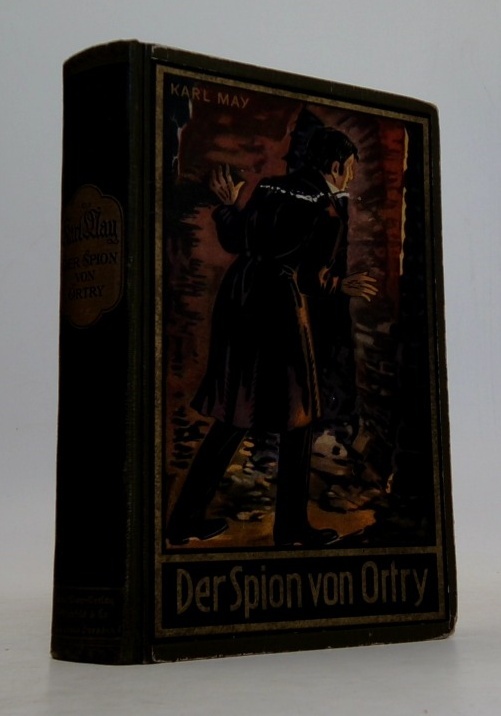 Karl May
DER SPION
VON
ORTRY
KARL MAY
Der Spion von Ortry